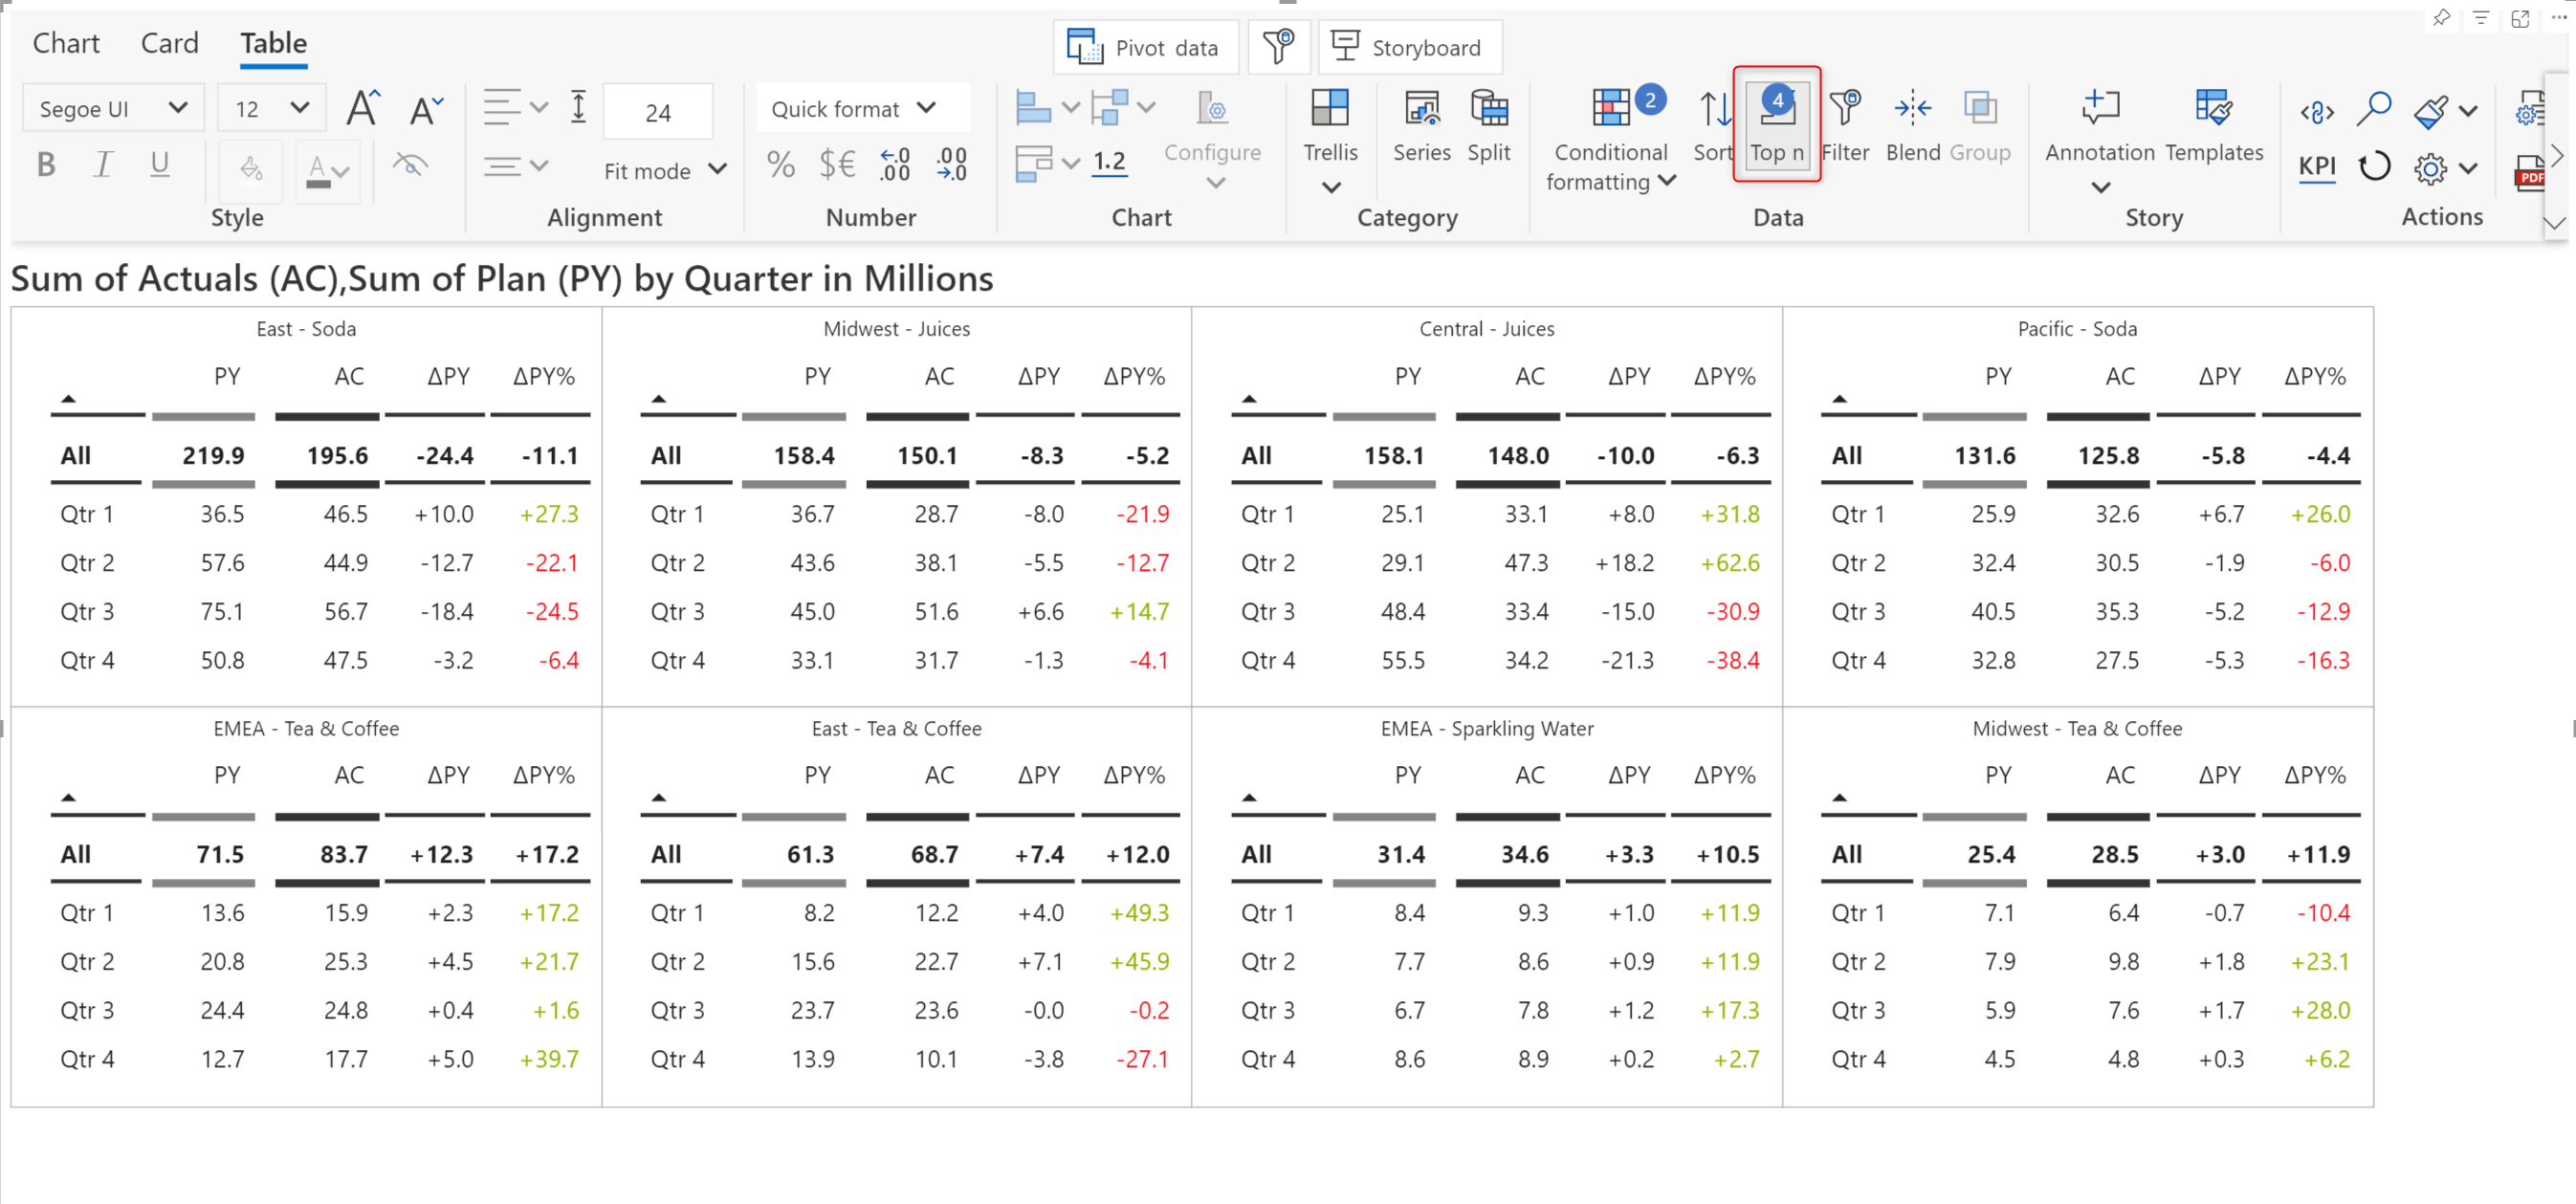 Chart Card Table
Pivot data Storyboard
Segoe UI 12 A A 24 Quick format
2 4
B I U A Fit mode % $€ .0 .00 .00 .0 1.2
Configure Trellis Series Split Conditional formatting Sort Top n Filter Blend Group Annotation Templates KPI PDF
Style Alignment Number Chart Category Data Story Actions
Sum of Actuals (AC),Sum of Plan (PY) by Quarter in Millions
East - Soda
PY AC ΔPY ΔPY%
All 219.9 195.6 -24.4 -11.1
Qtr 1 36.5 46.5 +10.0 +27.3
Qtr 2 57.6 44.9 -12.7 -22.1
Qtr 3 75.1 56.7 -18.4 -24.5
Qtr 4 50.8 47.5 -3.2 -6.4
Midwest - Juices
PY AC ΔPY ΔPY%
All 158.4 150.1 -8.3 -5.2
Qtr 1 36.7 28.7 -8.0 -21.9
Qtr 2 43.6 38.1 -5.5 -12.7
Qtr 3 45.0 51.6 +6.6 +14.7
Qtr 4 33.1 31.7 -1.3 -4.1
Central - Juices
PY AC ΔPY ΔPY%
All 158.1 148.0 -10.0 -6.3
Qtr 1 25.1 33.1 +8.0 +31.8
Qtr 2 29.1 47.3 +18.2 +62.6
Qtr 3 48.4 33.4 -15.0 -30.9
Qtr 4 55.5 34.2 -21.3 -38.4
Pacific - Soda
PY AC ΔPY ΔPY%
All 131.6 125.8 -5.8 -4.4
Qtr 1 25.9 32.6 +6.7 +26.0
Qtr 2 32.4 30.5 -1.9 -6.0
Qtr 3 40.5 35.3 -5.2 -12.9
Qtr 4 32.8 27.5 -5.3 -16.3
EMEA - Tea & Coffee
PY AC ΔPY ΔPY%
All 71.5 83.7 +12.3 +17.2
Qtr 1 13.6 15.9 +2.3 +17.2
Qtr 2 20.8 25.3 +4.5 +21.7
Qtr 3 24.4 24.8 +0.4 +1.6
Qtr 4 12.7 17.7 +5.0 +39.7
East - Tea & Coffee
PY AC ΔPY ΔPY%
All 61.3 68.7 +7.4 +12.0
Qtr 1 8.2 12.2 +4.0 +49.3
Qtr 2 15.6 22.7 +7.1 +45.9
Qtr 3 23.7 23.6 -0.0 -0.2
Qtr 4 13.9 10.1 -3.8 -27.1
EMEA - Sparkling Water
PY AC ΔPY ΔPY%
All 31.4 34.6 +3.3 +10.5
Qtr 1 8.4 9.3 +1.0 +11.9
Qtr 2 7.7 8.6 +0.9 +11.9
Qtr 3 6.7 7.8 +1.2 +17.3
Qtr 4 8.6 8.9 +0.2 +2.7
Midwest - Tea & Coffee
PY AC ΔPY ΔPY%
All 25.4 28.5 +3.0 +11.9
Qtr 1 7.1 6.4 -0.7 -10.4
Qtr 2 7.9 9.8 +1.8 +23.1
Qtr 3 5.9 7.6 +1.7 +28.0
Qtr 4 4.5 4.8 +0.3 +6.2